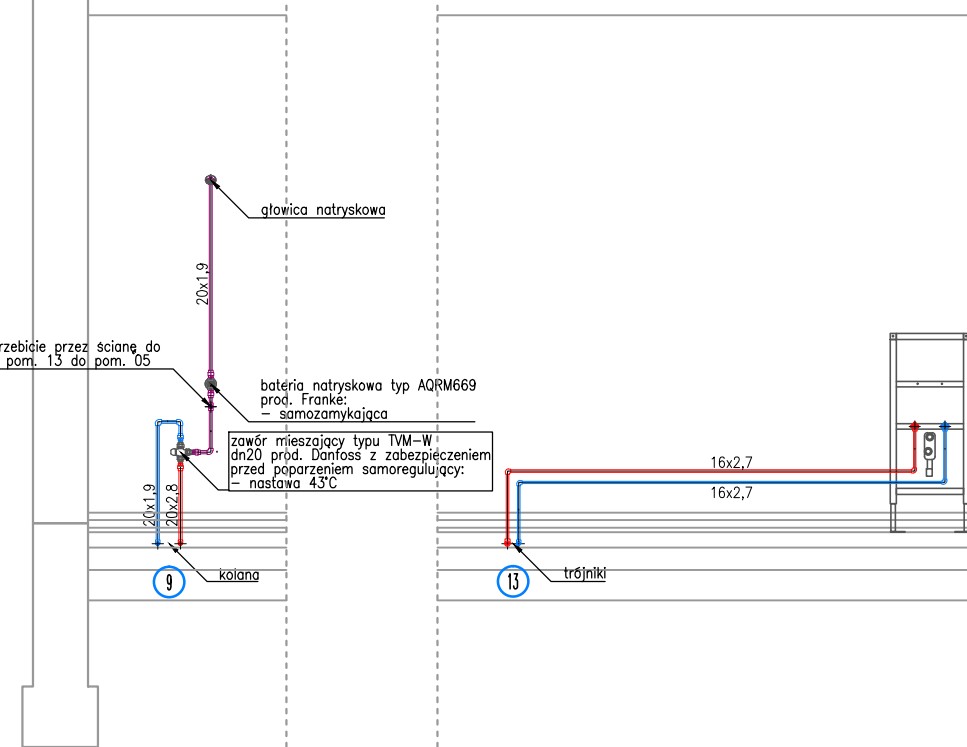 głowica natryskowa
20x1,9
rzebicie przez ścianę do
pom. 13 do pom. 05
bateria natryskowa typ AQRM669
prod. Franke:
– samozamykająca
zawór mieszający typu TVM-W
dn20 prod. Danfoss z zabezpieczeniem
przed poparzeniem samoregulujący:
– nastawa 43°C
16x2,7
16x2,7
20x1,9
20x2,8
kolana
trójniki
9
13